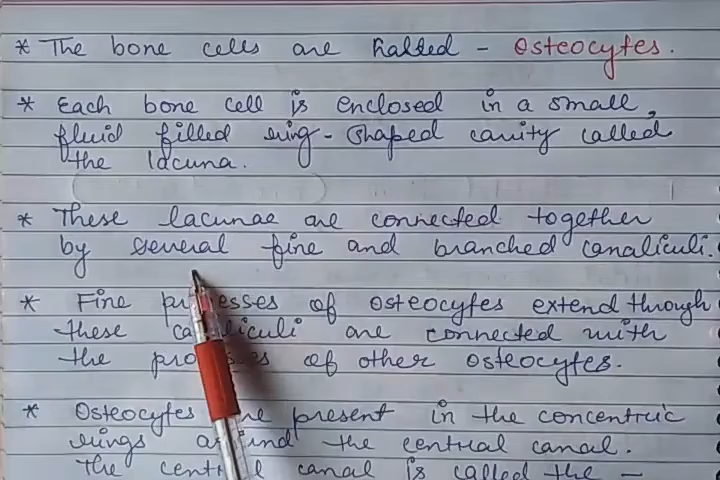 * The bone cells are halted - Osteocytes.
* Each bone cell is enclosed in a small,
fluid filled ring-shaped cavity called
the lacuna.
* These lacunae are connected together
by several fine and branched canaliculi.
* Fine processes of osteocytes extend through
these canaliculi are connected with
the processes of other osteocytes.
* Osteocytes are present in the concentric
rings around the central canal.
The central canal is called the -